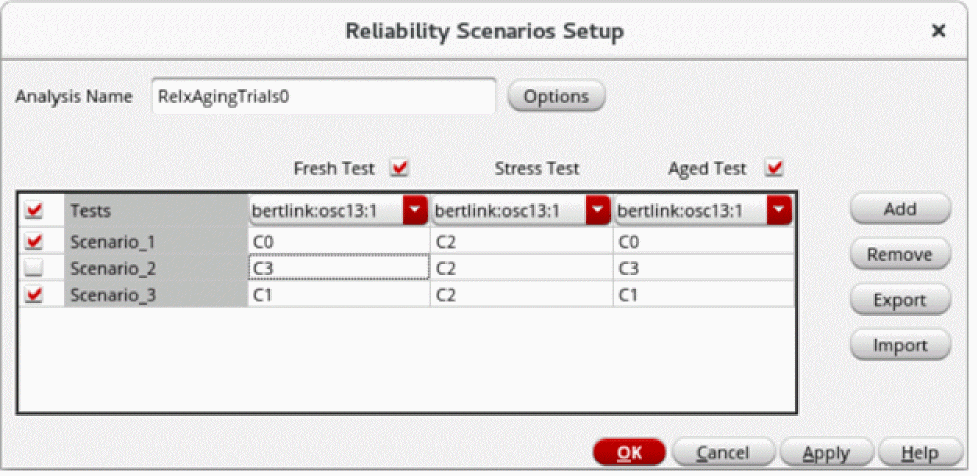 Reliability Scenarios Setup
Analysis Name RelxAgingTrials0 Options
Fresh Test Stress Test Aged Test
Tests bertlink:osc13:1 bertlink:osc13:1 bertlink:osc13:1 Add
Scenario_1 C0 C2 C0
Scenario_2 C3 C2 C3 Remove
Scenario_3 C1 C2 C1 Export
Import
OK Cancel Apply Help